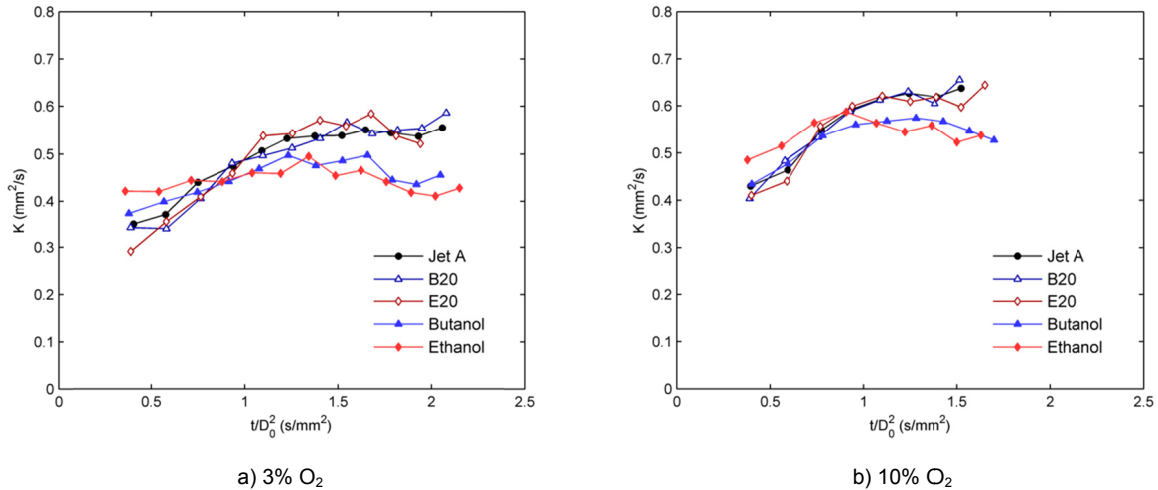 0.8
0.7
0.6
0.5
0.4
0.3
0.2
0.1
0
K (mm²/s)
0 0.5 1 1.5 2 2.5
t/D₀² (s/mm²)
Jet A
B20
E20
Butanol
Ethanol
a) 3% O₂
0.8
0.7
0.6
0.5
0.4
0.3
0.2
0.1
0
K (mm²/s)
0 0.5 1 1.5 2 2.5
t/D₀² (s/mm²)
Jet A
B20
E20
Butanol
Ethanol
b) 10% O₂